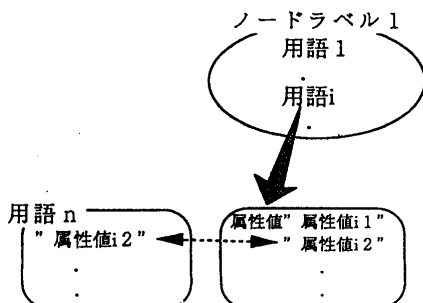 ノードラベル1
用語1
.
用語i
.
用語n
"属性値i2"
.
.
属性値"属性値i1"
"属性値i2"
.
.